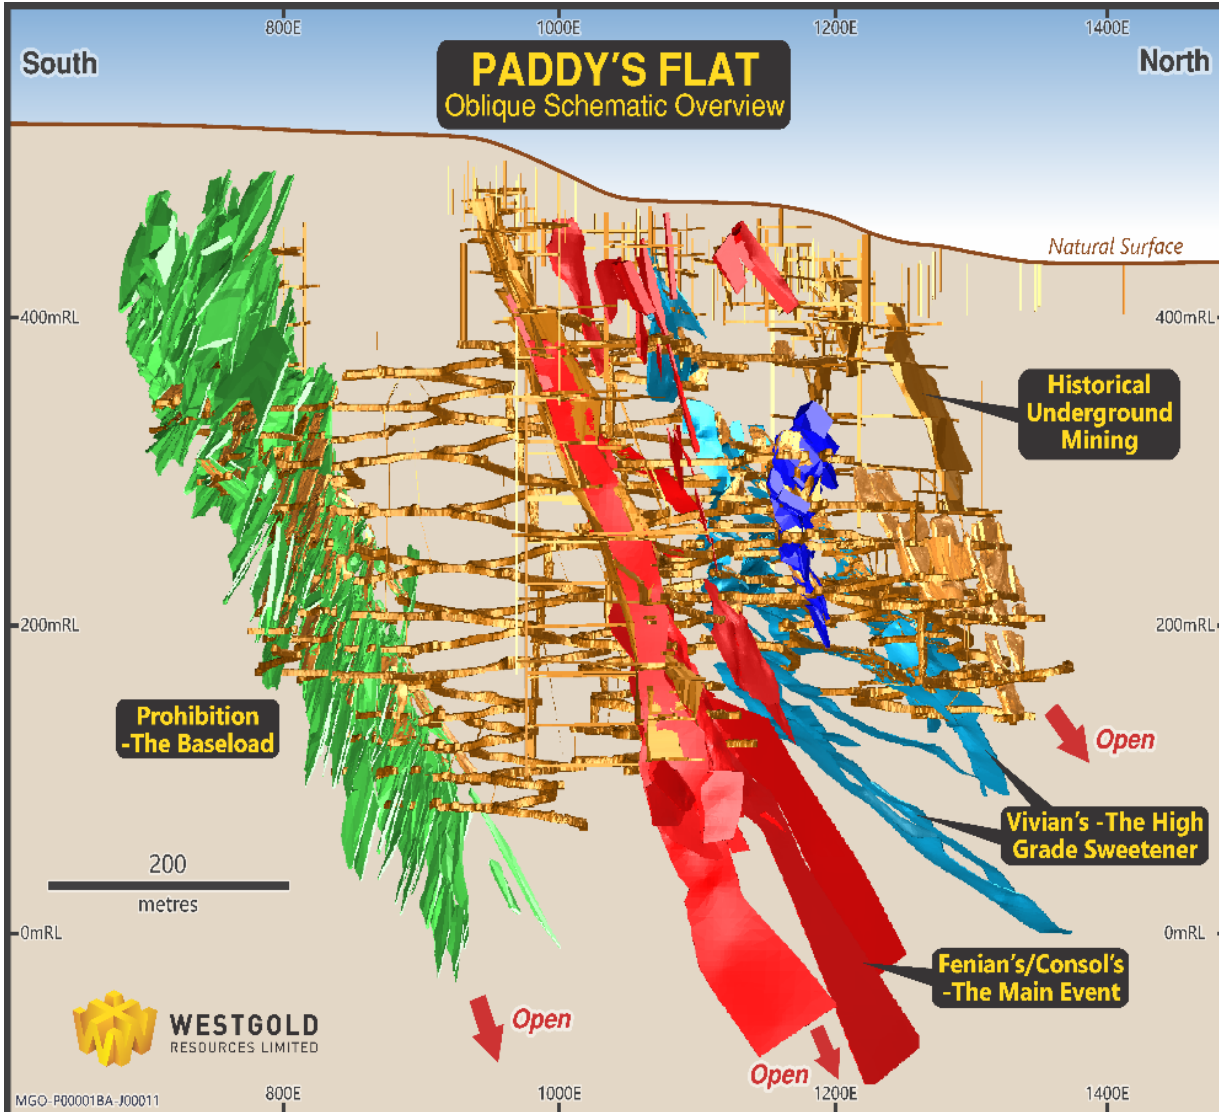 800E
1000E
1200E
1400E
South
North
PADDY'S FLAT
Oblique Schematic Overview
Natural Surface
400mRL
400mRL
Historical
Underground
Mining
200mRL
200mRL
Prohibition
-The Baseload
Open
Vivian's -The High
Grade Sweetener
200
metres
0mRL
0mRL
Fenian's/Consol's
-The Main Event
WESTGOLD
RESOURCES LIMITED
Open
Open
MGO-P00001BA-J00011
800E
1000E
1200E
1400E